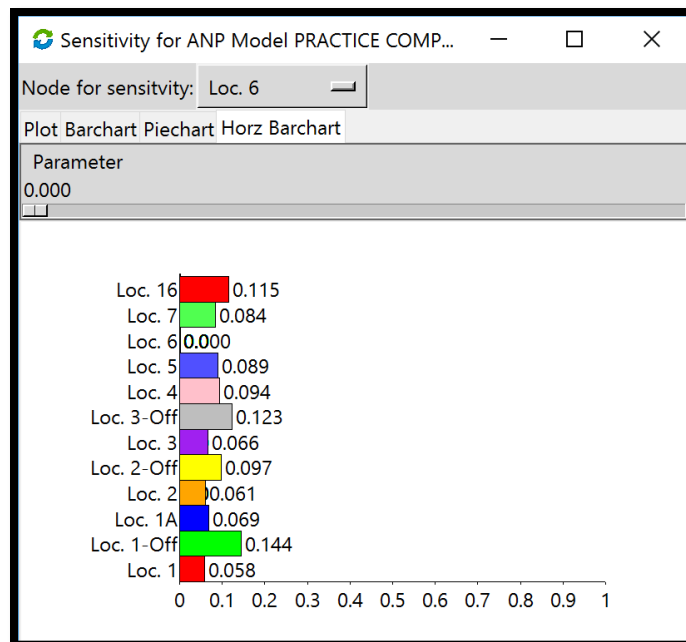 Sensitivity for ANP Model PRACTICE COMP...
Node for sensitvity: Loc. 6
Plot Barchart Piechart Horz Barchart
Parameter
0.000
Loc. 16 0.115
Loc. 7 0.084
Loc. 6 0.000
Loc. 5 0.089
Loc. 4 0.094
Loc. 3-Off 0.123
Loc. 3 0.066
Loc. 2-Off 0.097
Loc. 2 0.061
Loc. 1A 0.069
Loc. 1-Off 0.144
Loc. 1 0.058
0 0.1 0.2 0.3 0.4 0.5 0.6 0.7 0.8 0.9 1